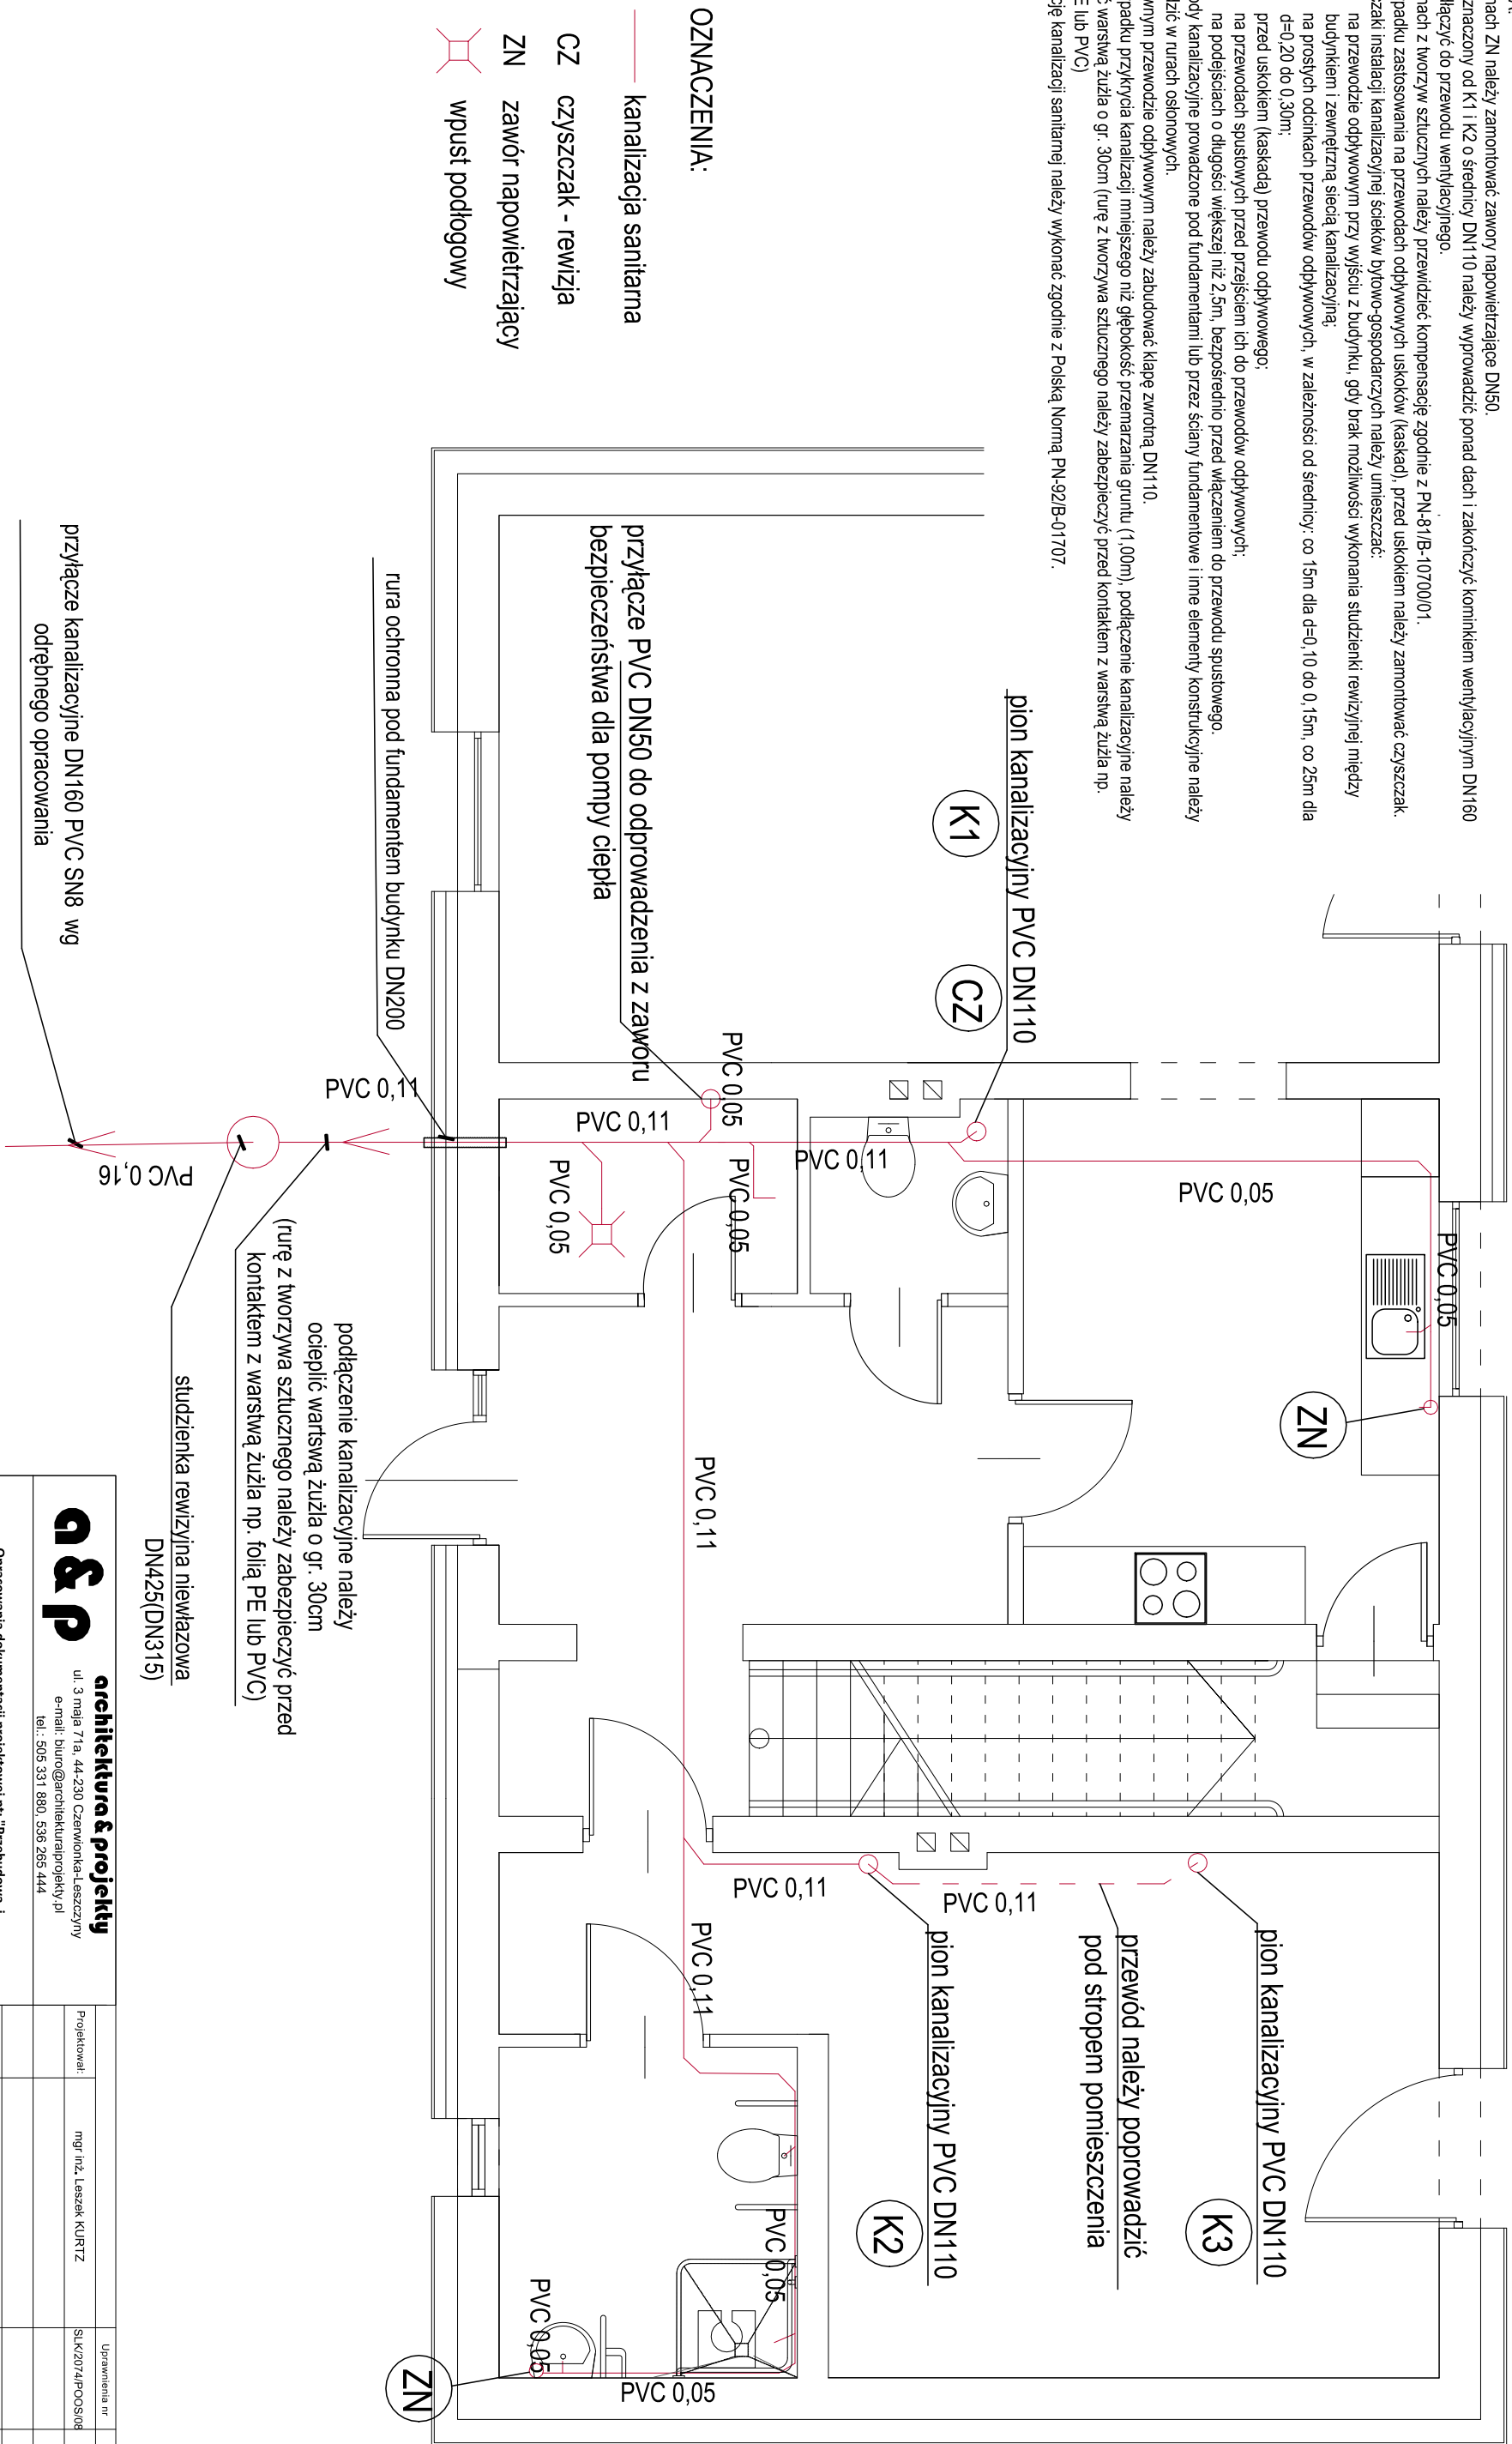 nach ZN należy zamontować zawory napowietrzające DN50.
znaczony od K1 i K2 o średnicy DN110 należy wyprowadzić ponad dach i zakończyć kominkiem wentylacyjnym DN160
łączyć do przewodu wentylacyjnego.
nach z tworzyw sztucznych należy przewidzieć kompensację zgodnie z PN-81/B-10700/01.
padku zastosowania na przewodach odpływowych uskoków (kaskad), przed uskokiem należy zamontować czyszczak.
zaki instalacji kanalizacyjnej ścieków bytowo-gospodarczych należy umieszczać:
na przewodzie odpływowym przy wyjściu z budynku, gdy brak możliwości wykonania studzienki rewizyjnej między
budynkiem i zewnętrzną siecią kanalizacyjną;
na prostych odcinkach przewodów odpływowych, w zależności od średnicy: co 15m dla d=0,10 do 0,15m, co 25m dla
d=0,20 do 0,30m;
przed uskokiem (kaskadą) przewodu odpływowego;
na przewodach spustowych przed przejściem ich do przewodów odpływowych;
na podejściach o długości większej niż 2,5m, bezpośrednio przed włączeniem do przewodu spustowego.
ody kanalizacyjne prowadzone pod fundamentami lub przez ściany fundamentowe i inne elementy konstrukcyjne należy
dzić w rurach osłonowych.
wnym przewodzie odpływowym należy zabudować klapę zwrotną DN110.
padku przykrycia kanalizacji mniejszego niż głębokość przemarzania gruntu (1,00m), podłączenie kanalizacyjne należy
ć warstwą żużla o gr. 30cm (rurę z tworzywa sztucznego należy zabezpieczyć przed kontaktem z warstwą żużla np.
E lub PVC)
cję kanalizacji sanitarnej należy wykonać zgodnie z Polską Normą PN-92/B-01707.
OZNACZENIA:
kanalizacja sanitarna
CZ czyszczak - rewizja
ZN zawór napowietrzający
wpust podłogowy
pion kanalizacyjny PVC DN110
K1
CZ
przyłącze PVC DN50 do odprowadzenia z zaworu
bezpieczeństwa dla pompy ciepła
rura ochronna pod fundamentem budynku DN200
przyłącze kanalizacyjne DN160 PVC SN8 wg
odrębnego opracowania
PVC 0,05
PVC 0,11
PVC 0,11
PVC 0,16
PVC 0,11
PVC 0,05
PVC 0,05
PVC 0,05
PVC 0,05
ZN
podłączenie kanalizacyjne należy
ocieplić wartswą żużla o gr. 30cm
(rurę z tworzywa sztucznego należy zabezpieczyć przed
kontaktem z warstwą żużla np. folią PE lub PVC)
studzienka rewizyjna niewłazowa
DN425(DN315)
PVC 0,11
PVC 0,11
PVC 0,11
PVC 0,11
pion kanalizacyjny PVC DN110
K3
przewód należy poprowadzić
pod stropem pomieszczenia
pion kanalizacyjny PVC DN110
K2
PVC 0,05
PVC 0,05
PVC 0,05
ZN
a & p
architektura & projekty
ul. 3 maja 71a, 44-230 Czerwionka-Leszczyny
e-mail: biuro@architekturaiprojekty.pl
tel.: 505 331 880, 536 265 444
Uprawnienia nr
Projektował:
mgr inż. Leszek KURTZ
SLK/2074/POOS/08